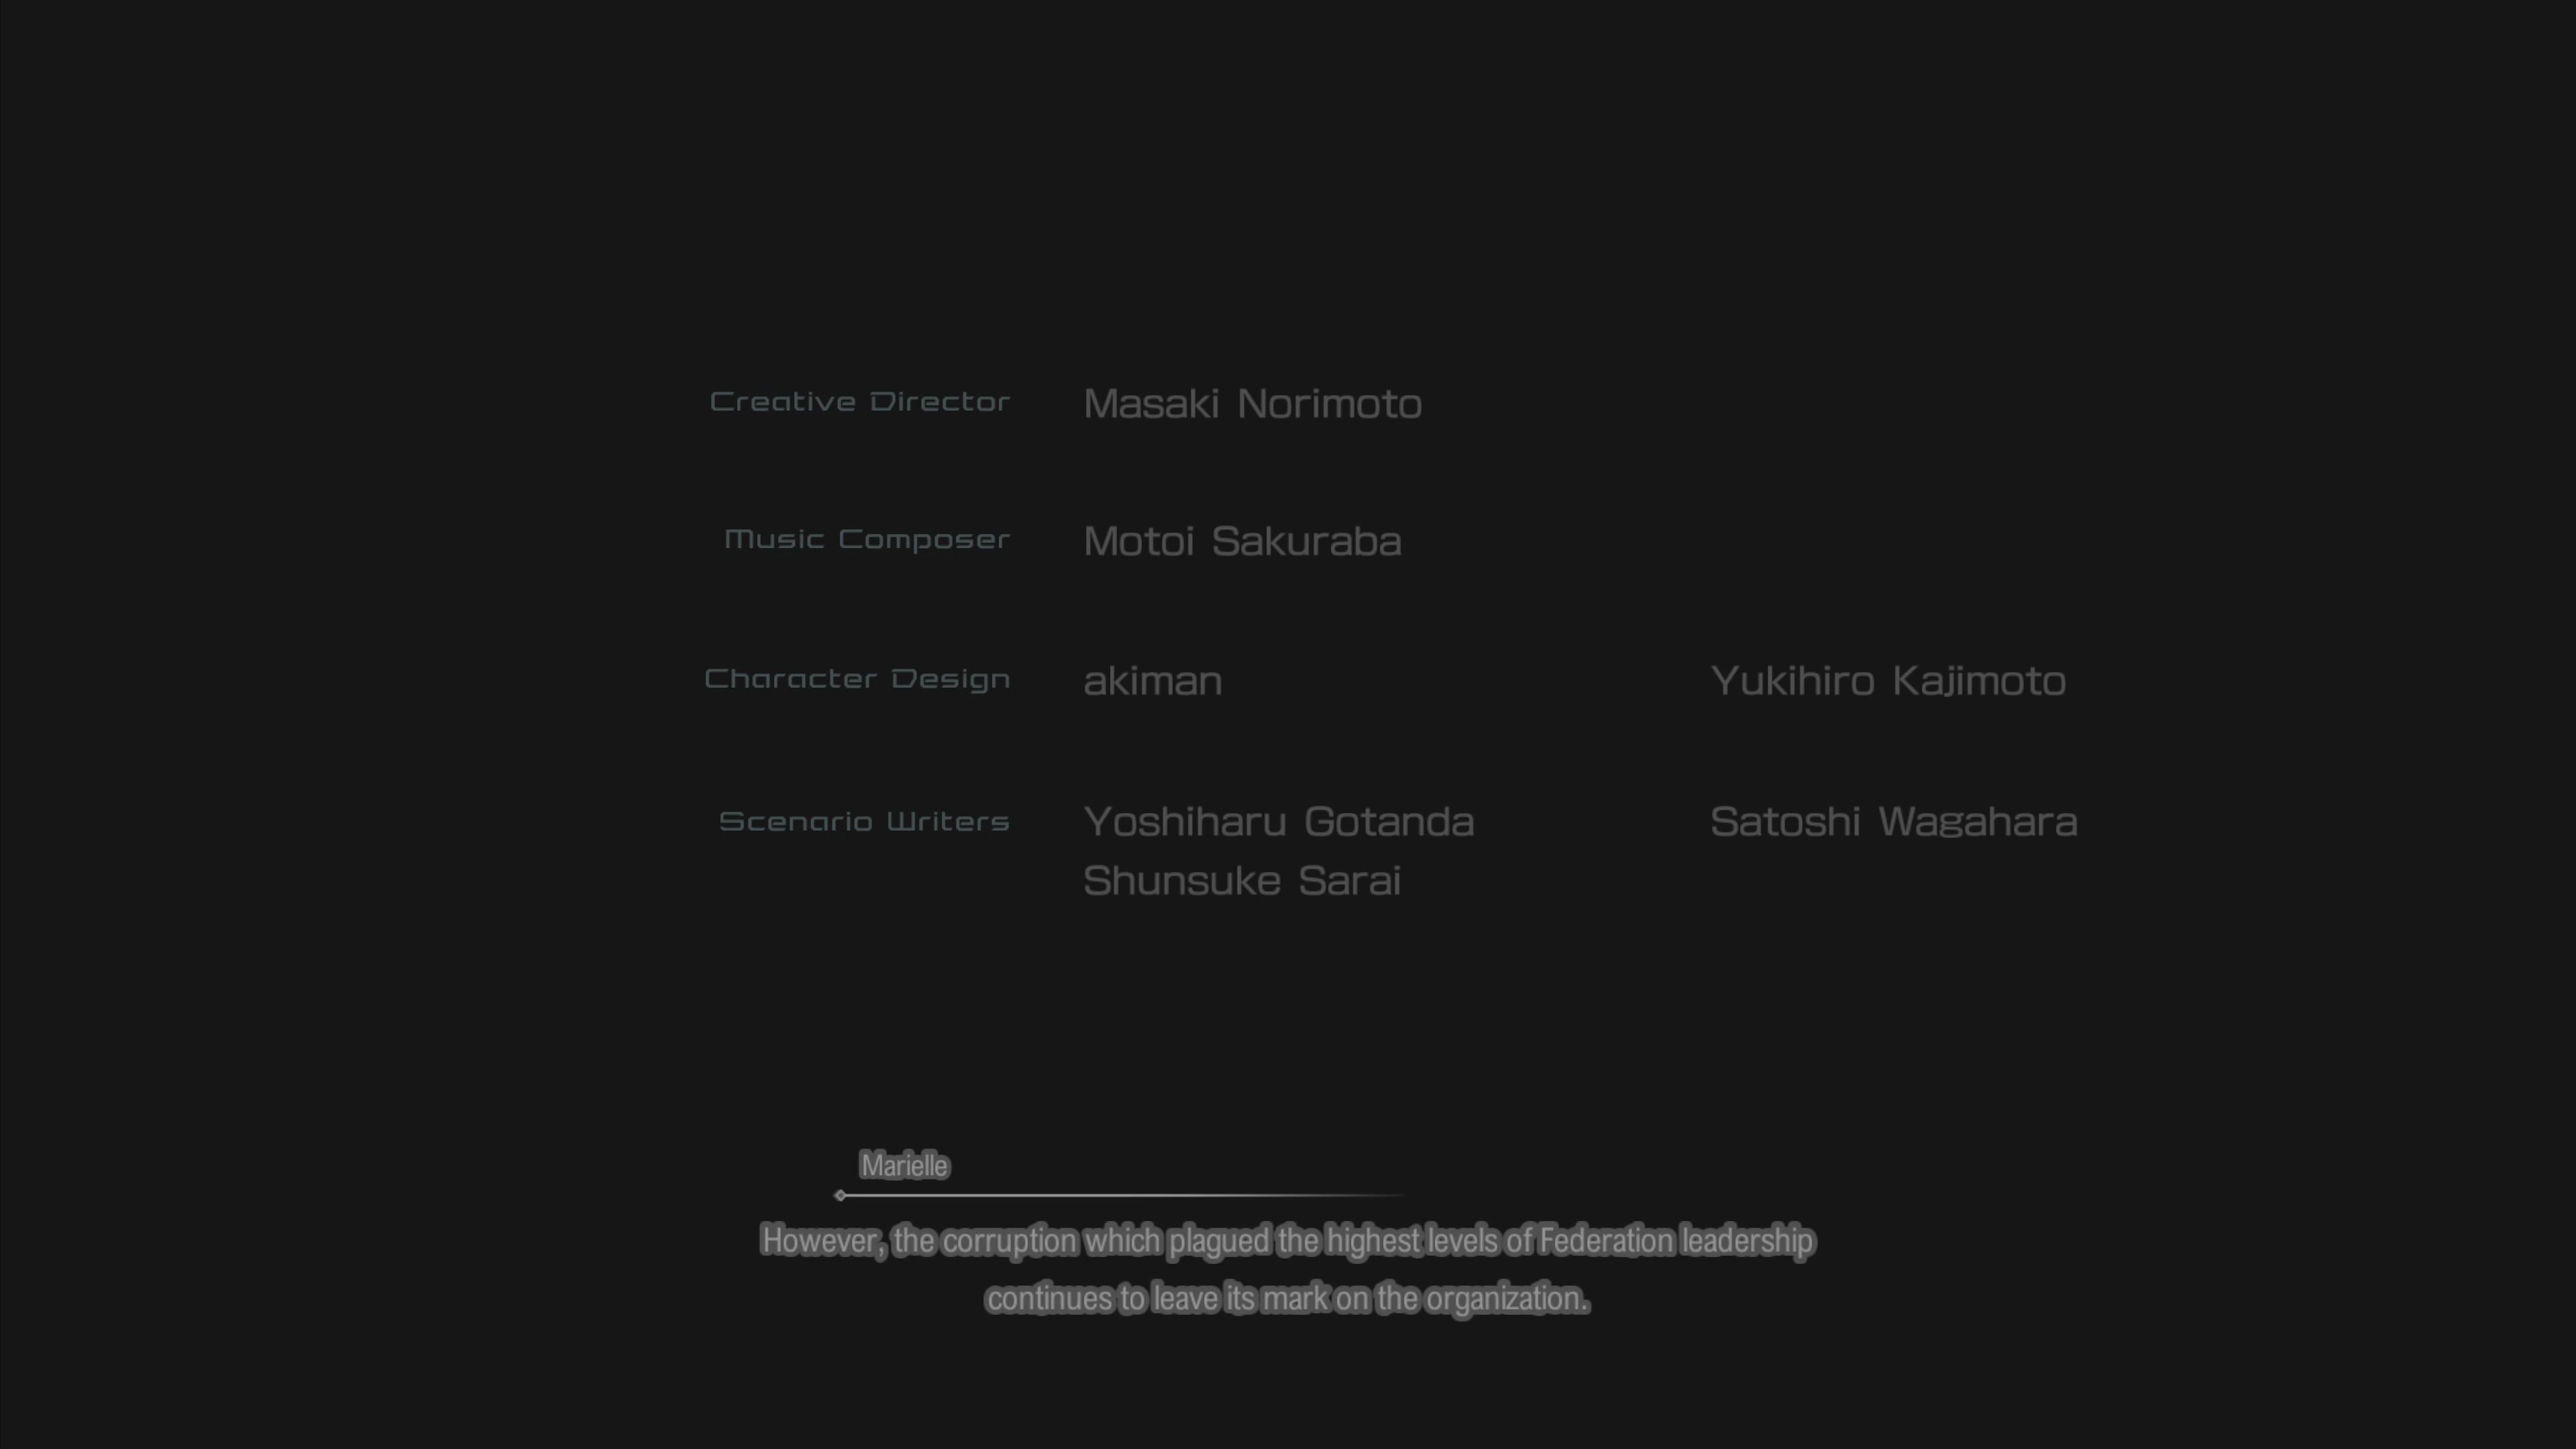 Creative Director Masaki Norimoto
Music Composer Motoi Sakuraba
Character Design akiman Yukihiro Kajimoto
Scenario Writers Yoshiharu Gotanda Satoshi Wagahara
Shunsuke Sarai
Marielle
However, the corruption which plagued the highest levels of Federation leadership
continues to leave its mark on the organization.